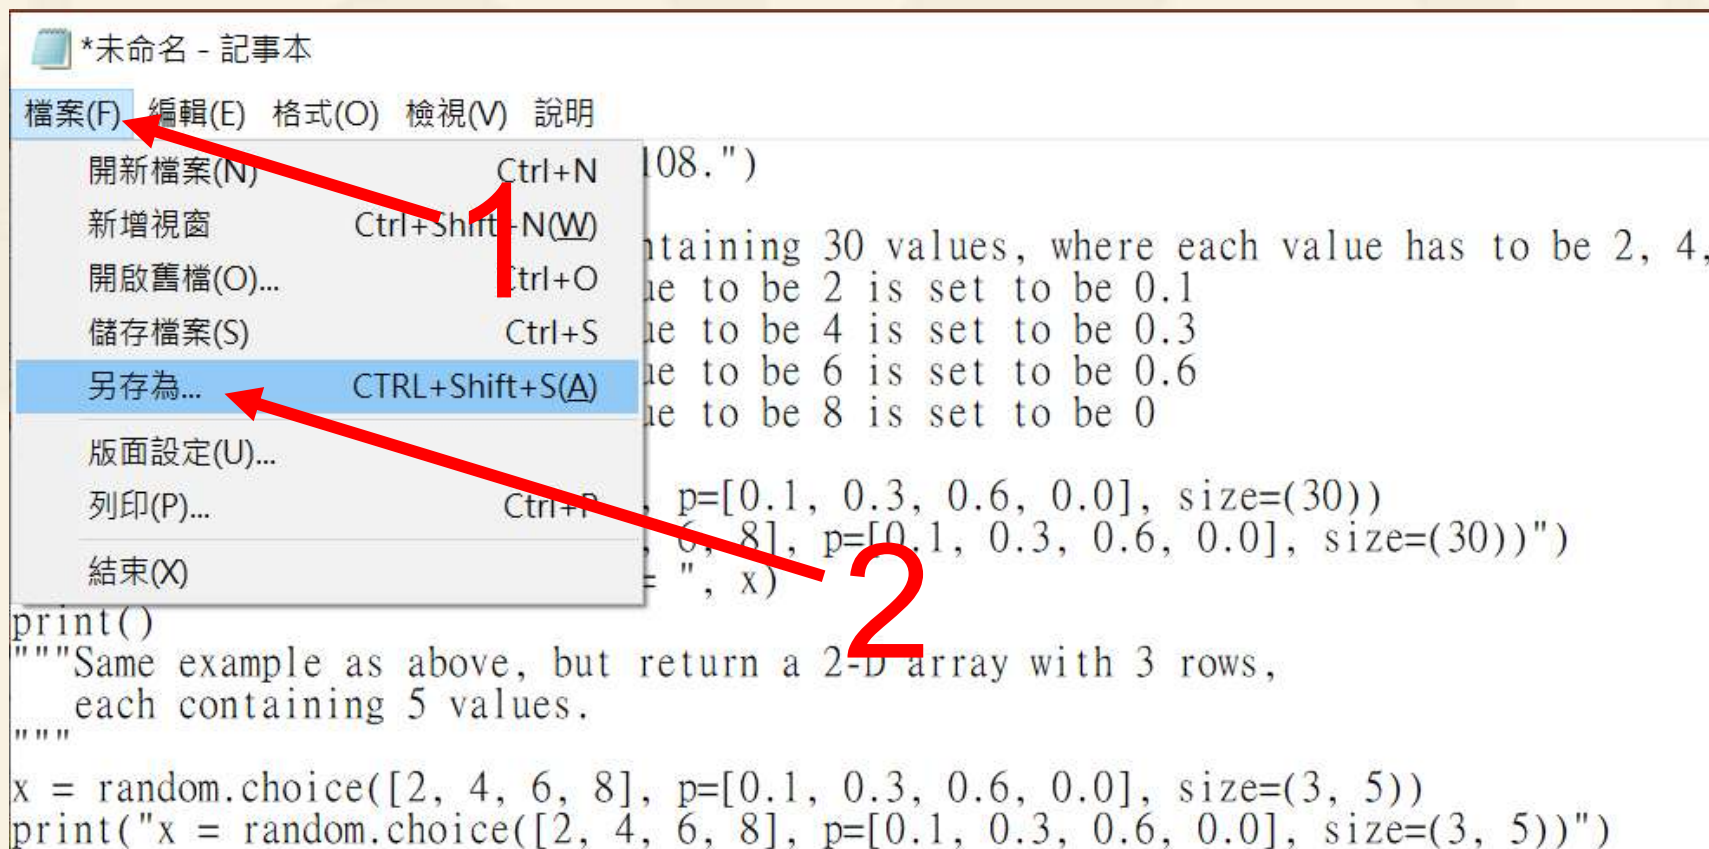 *未命名 - 記事本
檔案(F) 編輯(E) 格式(O) 檢視(V) 說明
開新檔案(N) Ctrl+N
新增視窗 Ctrl+Shift+N(W)
開啟舊檔(O)... Ctrl+O
儲存檔案(S) Ctrl+S
另存為... CTRL+Shift+S(A)
版面設定(U)...
列印(P)... Ctrl+P
結束(X)
1
2
108.")
30 values, where each value has to be 2, 4,
to be 2 is set to be 0.1
to be 4 is set to be 0.3
to be 6 is set to be 0.6
to be 8 is set to be 0
, p=[0.1, 0.3, 0.6, 0.0], size=(30))
, 6, 8], p=[0.1, 0.3, 0.6, 0.0], size=(30))")
= ", x)
print()
"""Same example as above, but return a 2-D array with 3 rows,
each containing 5 values.
"""
x = random.choice([2, 4, 6, 8], p=[0.1, 0.3, 0.6, 0.0], size=(3, 5))
print("x = random.choice([2, 4, 6, 8], p=[0.1, 0.3, 0.6, 0.0], size=(3, 5))")